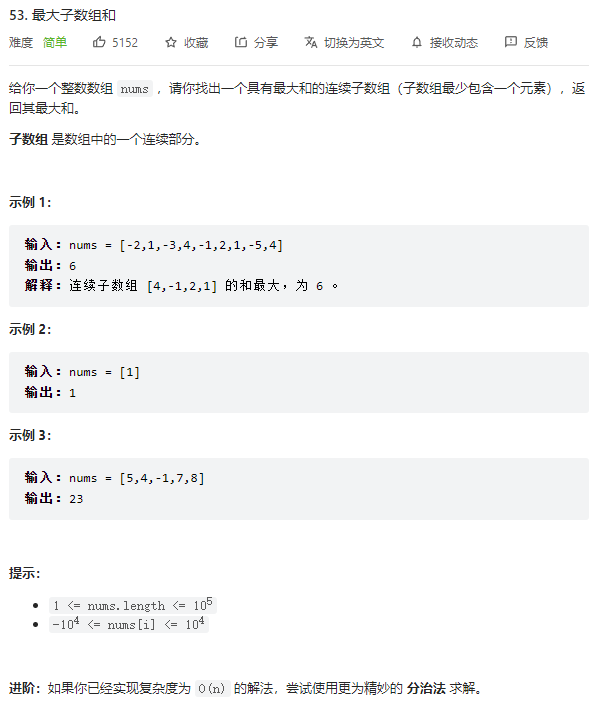 53. 最大子数组和
难度 简单 5152 收藏 分享 切换为英文 接收动态 反馈
给你一个整数数组 nums ，请你找出一个具有最大和的连续子数组（子数组最少包含一个元素），返
回其最大和。
子数组 是数组中的一个连续部分。
示例 1：
输入：nums = [-2,1,-3,4,-1,2,1,-5,4]
输出：6
解释：连续子数组 [4,-1,2,1] 的和最大，为 6 。
示例 2：
输入：nums = [1]
输出：1
示例 3：
输入：nums = [5,4,-1,7,8]
输出：23
提示：
• 1 <= nums.length <= 10⁵
• -10⁴ <= nums[i] <= 10⁴
进阶：如果你已经实现复杂度为 O(n) 的解法，尝试使用更为精妙的 分治法 求解。